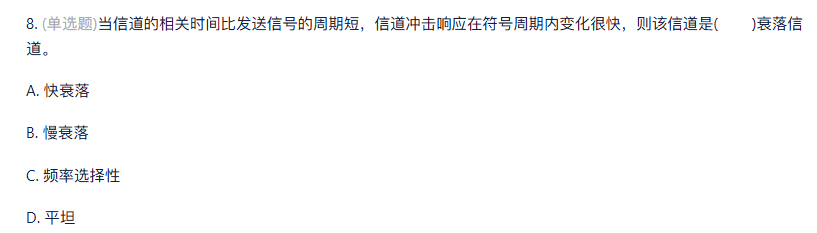 8. (单选题)当信道的相关时间比发送信号的周期短，信道冲击响应在符号周期内变化很快，则该信道是(　　)衰落信
道。
A. 快衰落
B. 慢衰落
C. 频率选择性
D. 平坦